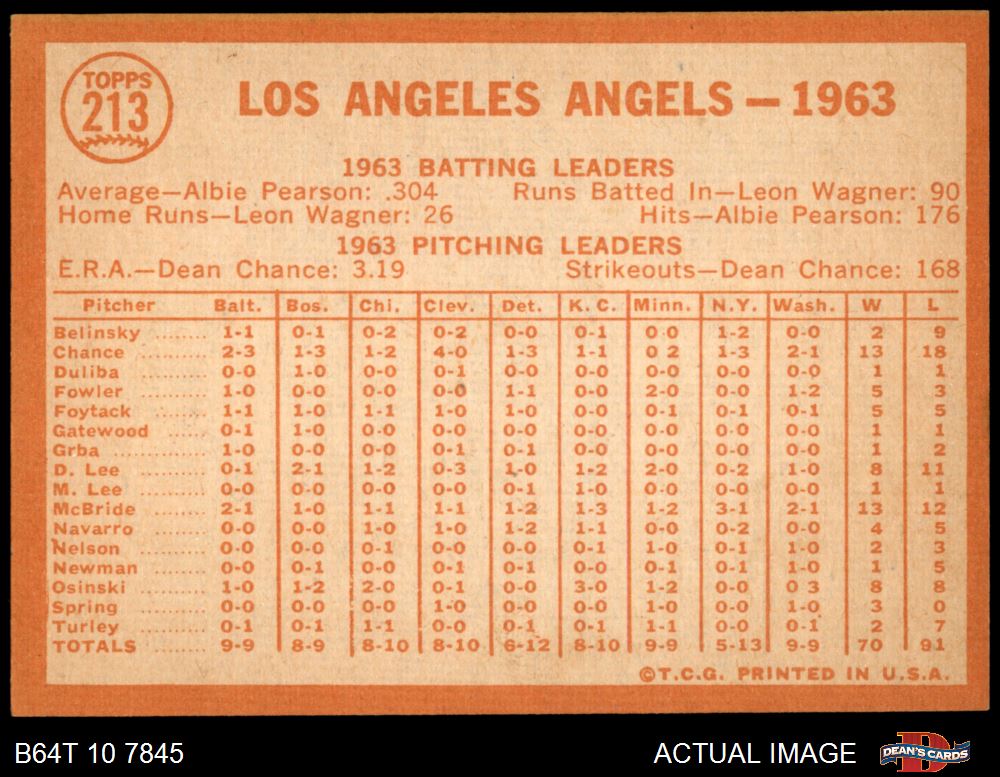 TOPPS
213
LOS ANGELES ANGELS — 1963
1963 BATTING LEADERS
Average—Albie Pearson: .304 Runs Batted In—Leon Wagner: 90
Home Runs—Leon Wagner: 26 Hits—Albie Pearson: 176
1963 PITCHING LEADERS
E.R.A.—Dean Chance: 3.19 Strikeouts—Dean Chance: 168
Pitcher Balt. Bos. Chi. Clev. Det. K.C. Minn. N.Y. Wash. W L
Belinsky ........ 1-1 0-1 0-2 0-2 0-0 0-1 0-0 1-2 0-0 2 9
Chance ......... 2-3 1-3 1-2 4-0 1-3 1-1 0 2 1-3 2-1 13 18
Duliba ......... 0-0 1-0 0-0 0-1 0-0 0-0 0-0 0-0 0-0 1 1
Fowler ......... 1-0 0-0 0-0 0-0 1-1 0-0 2-0 0-0 1-2 5 3
Foytack ........ 1-1 1-0 1-1 1-0 1-0 0-0 0-1 0-1 0-1 5 5
Gatewood ...... 0-1 1-0 0-0 0-0 0-0 0-0 0-0 0-0 0-0 1 1
Grba .......... 1-0 0-0 0-0 0-1 0-1 0-0 0-0 0-0 0-0 1 2
D. Lee ......... 0-1 2-1 1-2 0-3 1-0 1-2 2-0 0-2 1-0 8 11
M. Lee ......... 0-0 0-0 0-0 0-0 0-1 1-0 0-0 0-0 0-0 1 1
McBride ........ 2-1 1-0 1-1 1-1 1-2 1-3 1-2 3-1 2-1 13 12
Navarro ........ 0-0 0-0 1-0 1-0 1-2 1-1 0-0 0-2 0-0 4 5
Nelson ......... 0-0 0-0 0-1 0-0 0-0 0-1 1-0 0-1 1-0 2 3
Newman ........ 0-0 0-1 0-0 0-1 0-1 0-0 0-1 0-1 1-0 1 5
Osinski ........ 1-0 1-2 2-0 0-1 0-0 3-0 1-2 0-0 0 3 8 8
Spring ......... 0-0 0-0 0-0 1-0 0-0 0-0 1-0 0-0 1-0 3 0
Turley ......... 0-1 0-1 1-1 0-0 0-1 0-1 1-1 0-0 0-1 2 7
TOTALS 9-9 8-9 8-10 8-10 6-12 8-10 9-9 5-13 9-9 70 91
©T.C.G. PRINTED IN U.S.A.
B64T 10 7845 ACTUAL IMAGE DEAN'S CARDS